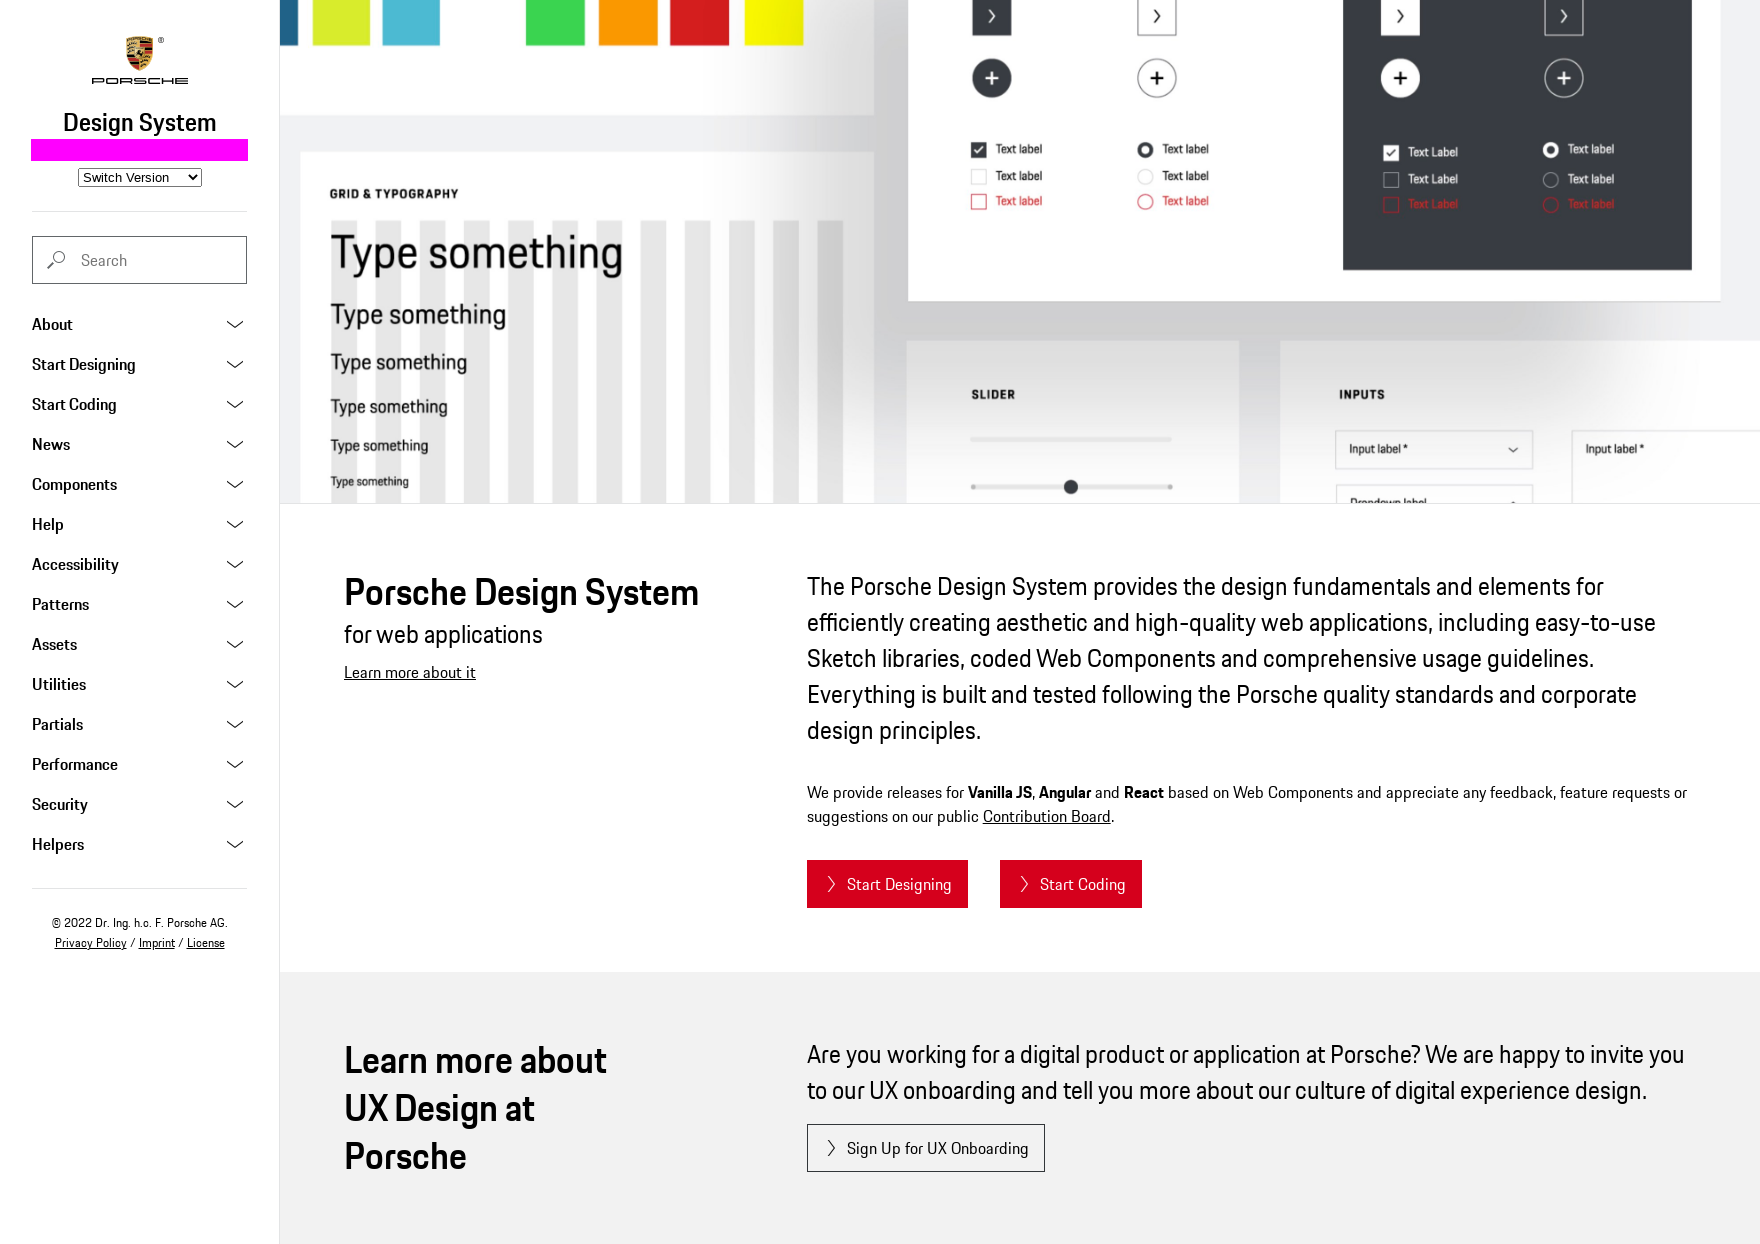 PORSCHE
®
Design System
Switch Version
Search
About
Start Designing
Start Coding
News
Components
Help
Accessibility
Patterns
Assets
Utilities
Partials
Performance
Security
Helpers
© 2022 Dr. Ing. h.c. F. Porsche AG.
Privacy Policy / Imprint / License
GRID & TYPOGRAPHY
Type something
Type something
Type something
Type something
Type something
Type something
Text label
Text label
Text label
Text label
Text label
Text label
Text Label
Text label
Text Label
Text label
Text Label
Text label
SLIDER
INPUTS
Input label *
Input label *
Dropdown label
Porsche Design System
for web applications
Learn more about it
The Porsche Design System provides the design fundamentals and elements for
efficiently creating aesthetic and high-quality web applications, including easy-to-use
Sketch libraries, coded Web Components and comprehensive usage guidelines.
Everything is built and tested following the Porsche quality standards and corporate
design principles.
We provide releases for Vanilla JS, Angular and React based on Web Components and appreciate any feedback, feature requests or
suggestions on our public Contribution Board.
Start Designing
Start Coding
Learn more about
UX Design at
Porsche
Are you working for a digital product or application at Porsche? We are happy to invite you
to our UX onboarding and tell you more about our culture of digital experience design.
Sign Up for UX Onboarding